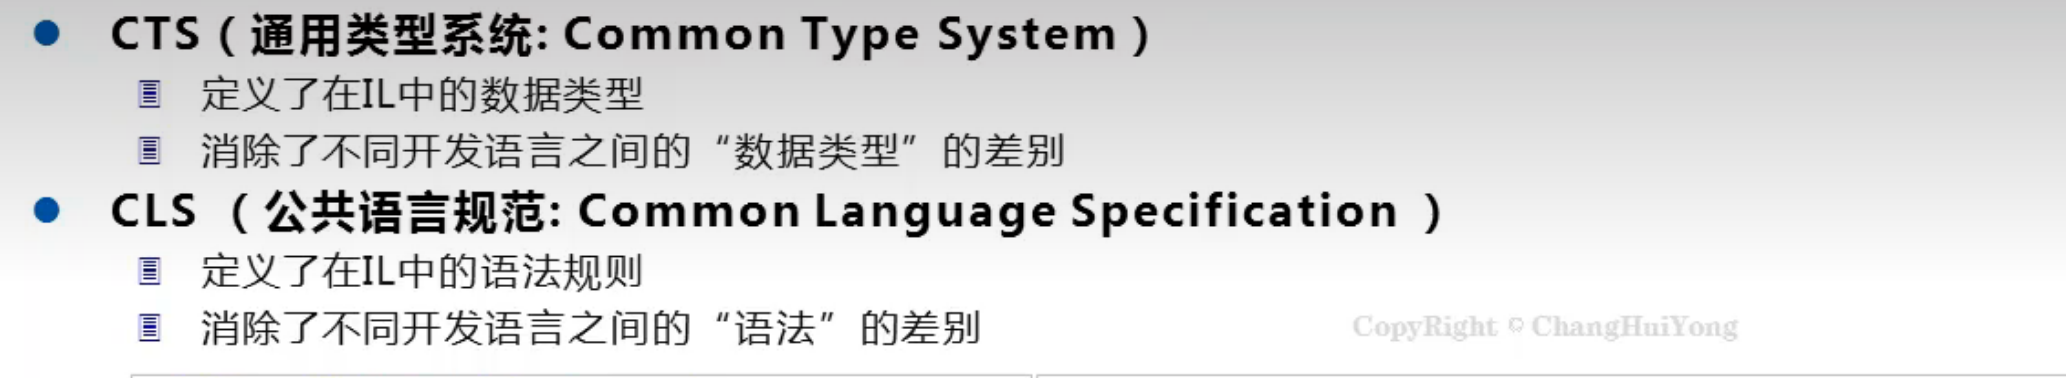 CTS（通用类型系统: Common Type System）
定义了在IL中的数据类型
消除了不同开发语言之间的“数据类型”的差别
CLS （公共语言规范: Common Language Specification ）
定义了在IL中的语法规则
消除了不同开发语言之间的“语法”的差别
CopyRight © ChangHuiYong